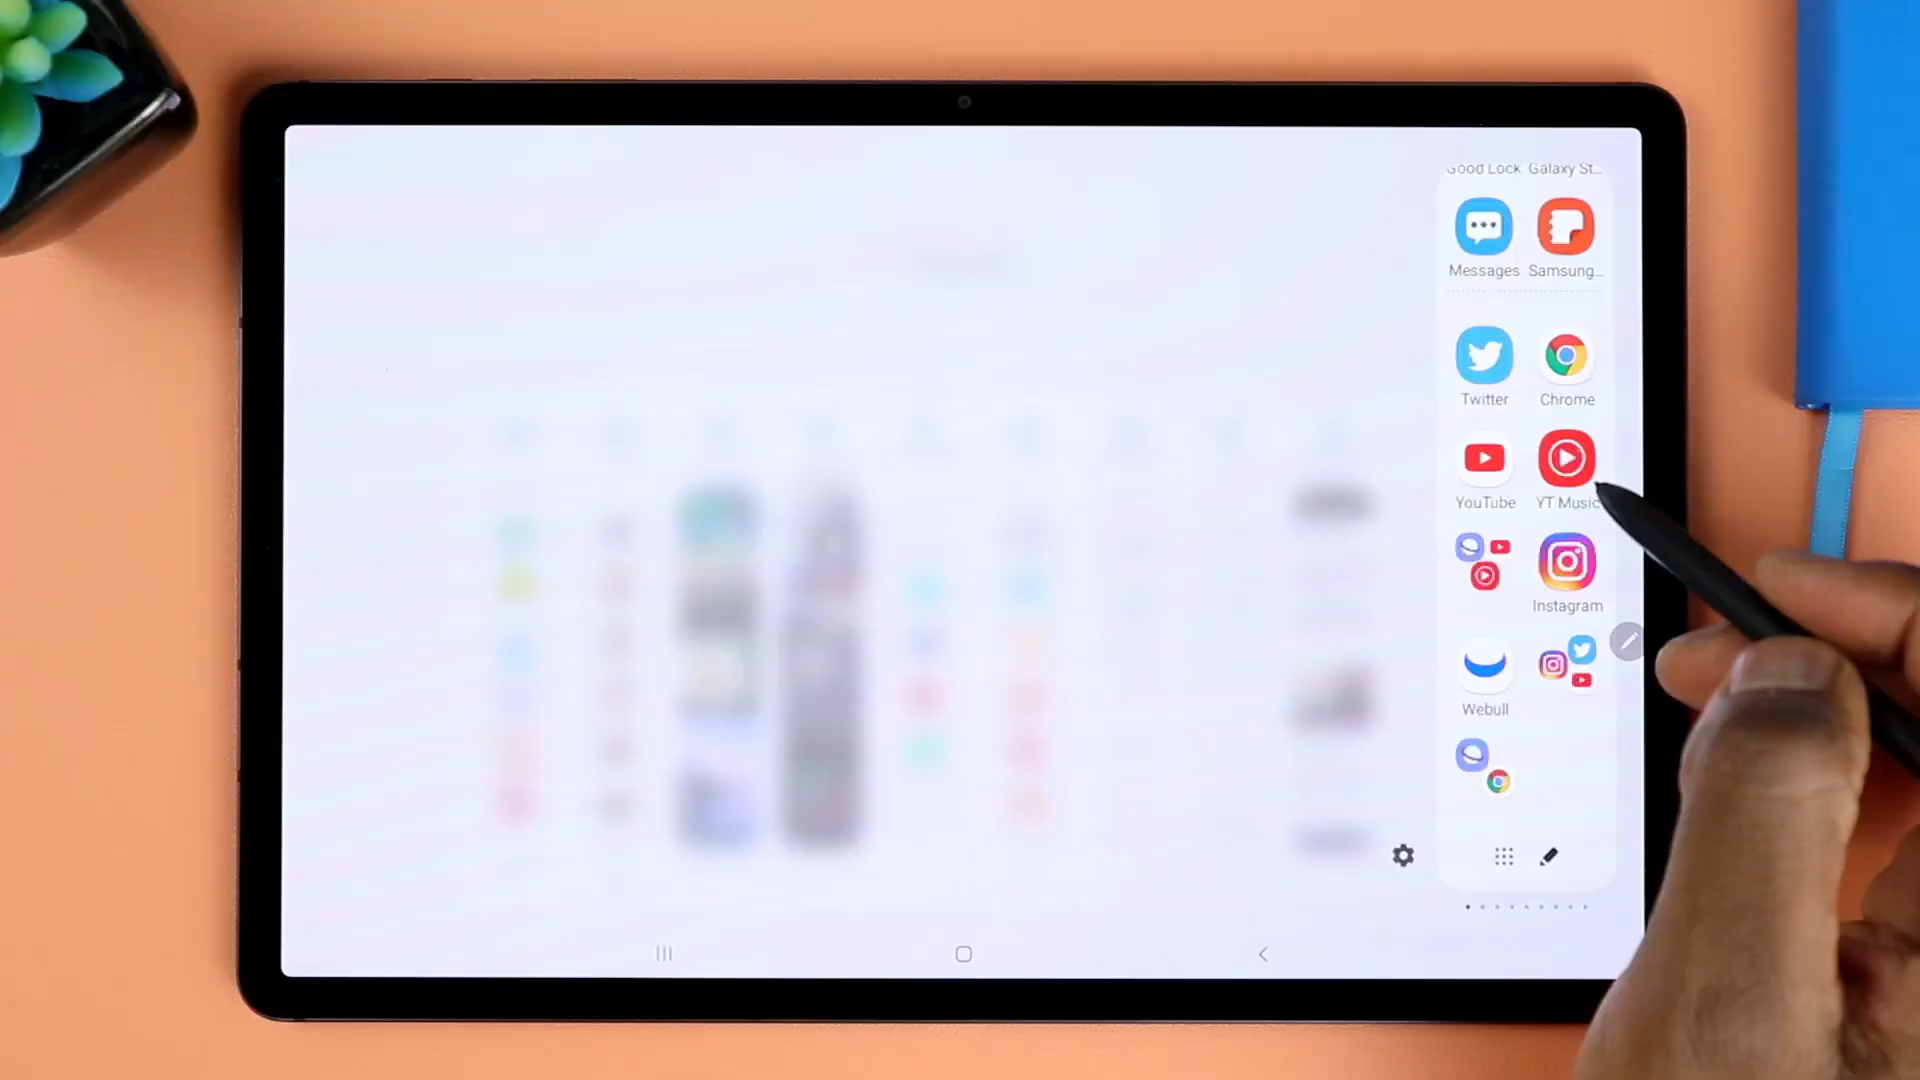 Good Lock Galaxy St...
Messages Samsung...
Twitter Chrome
YouTube YT Music
Instagram
Webull